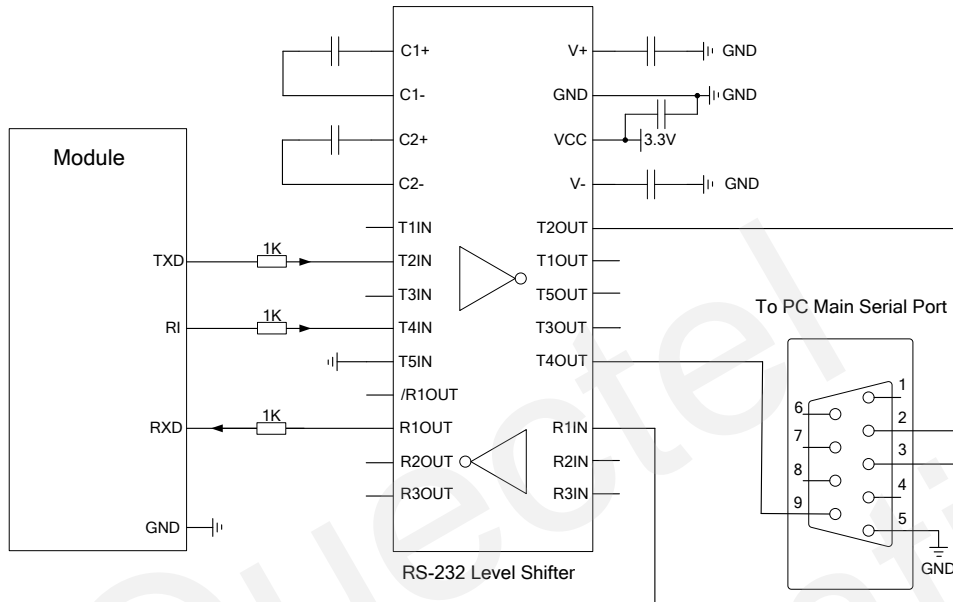 Module
TXD
RI
RXD
GND
1K
1K
1K
C1+
C1-
C2+
C2-
T1IN
T2IN
T3IN
T4IN
T5IN
/R1OUT
R1OUT
R2OUT
R3OUT
V+
GND
VCC
V-
T2OUT
T1OUT
T5OUT
T3OUT
T4OUT
R1IN
R2IN
R3IN
GND
GND
3.3V
GND
RS-232 Level Shifter
To PC Main Serial Port
1
6
2
7
3
8
4
9
5
GND
Quectel